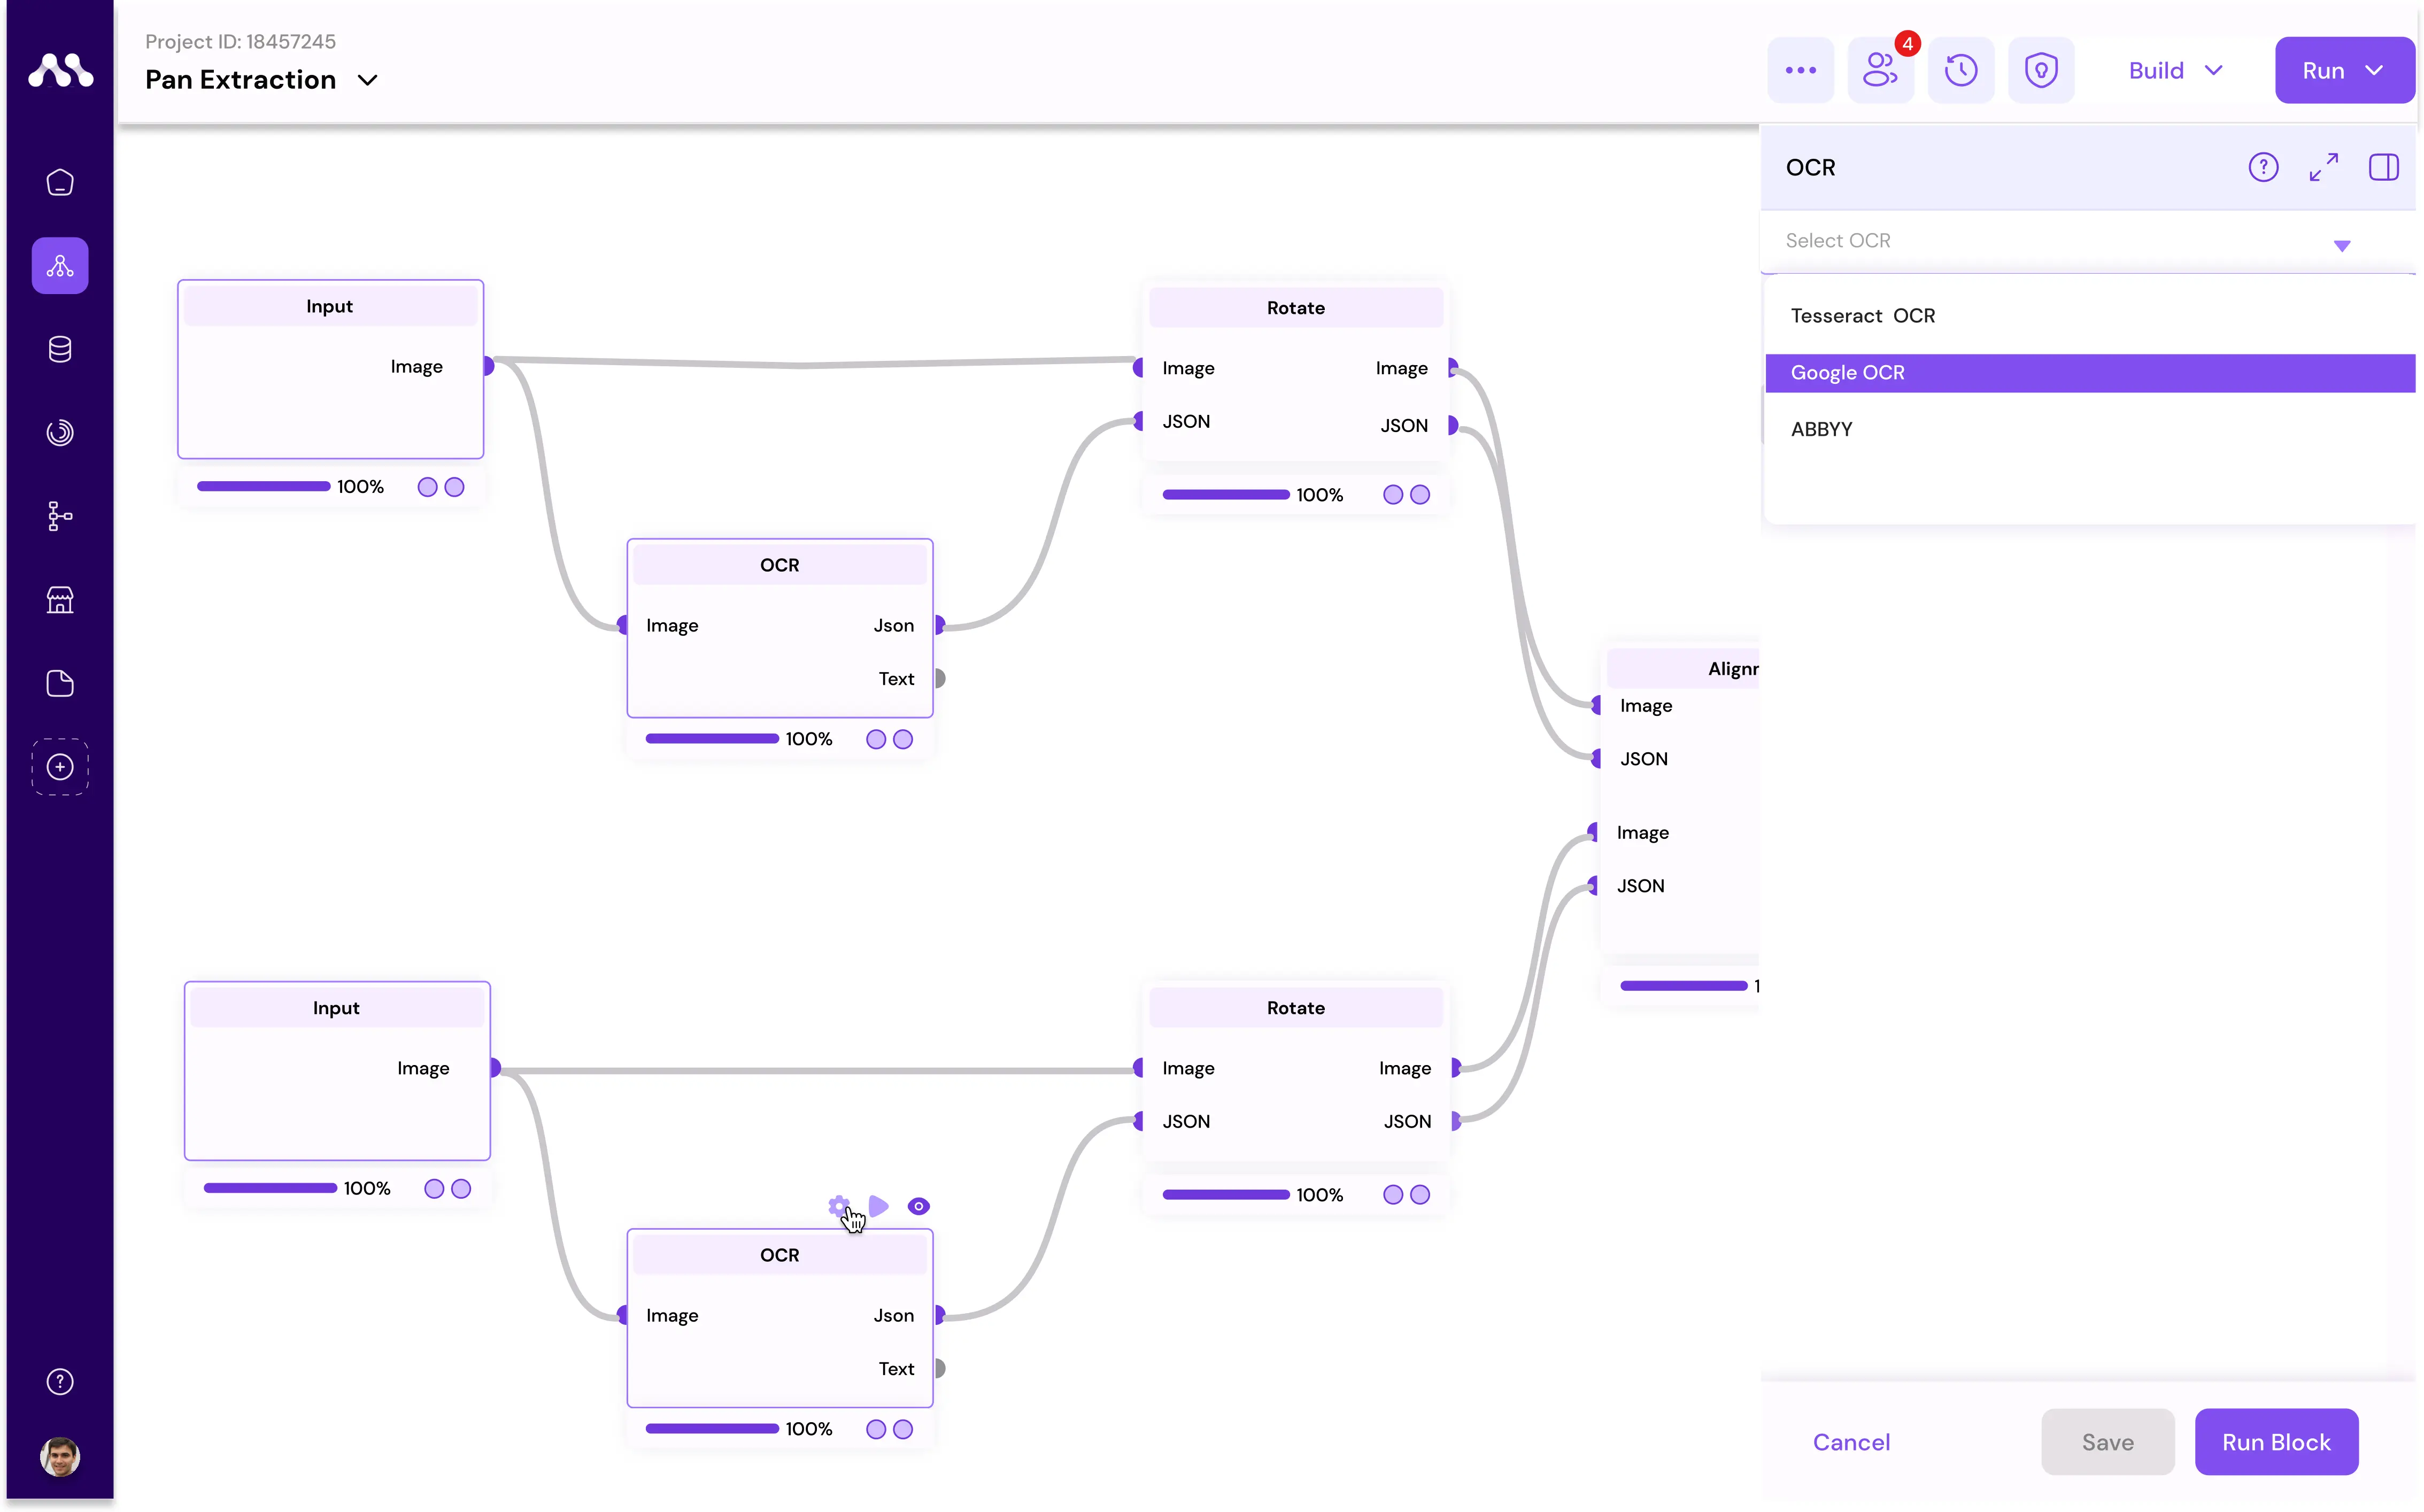 Project ID: 18457245
Pan Extraction
4
Build
Run
OCR
Select OCR
Tesseract OCR
Google OCR
ABBYY
Input
Image
100%
Rotate
Image
Image
JSON
JSON
100%
OCR
Image
Json
Text
100%
Alignr
Image
JSON
Image
JSON
1
Input
Image
100%
Rotate
Image
Image
JSON
JSON
100%
OCR
Image
Json
Text
100%
Cancel
Save
Run Block